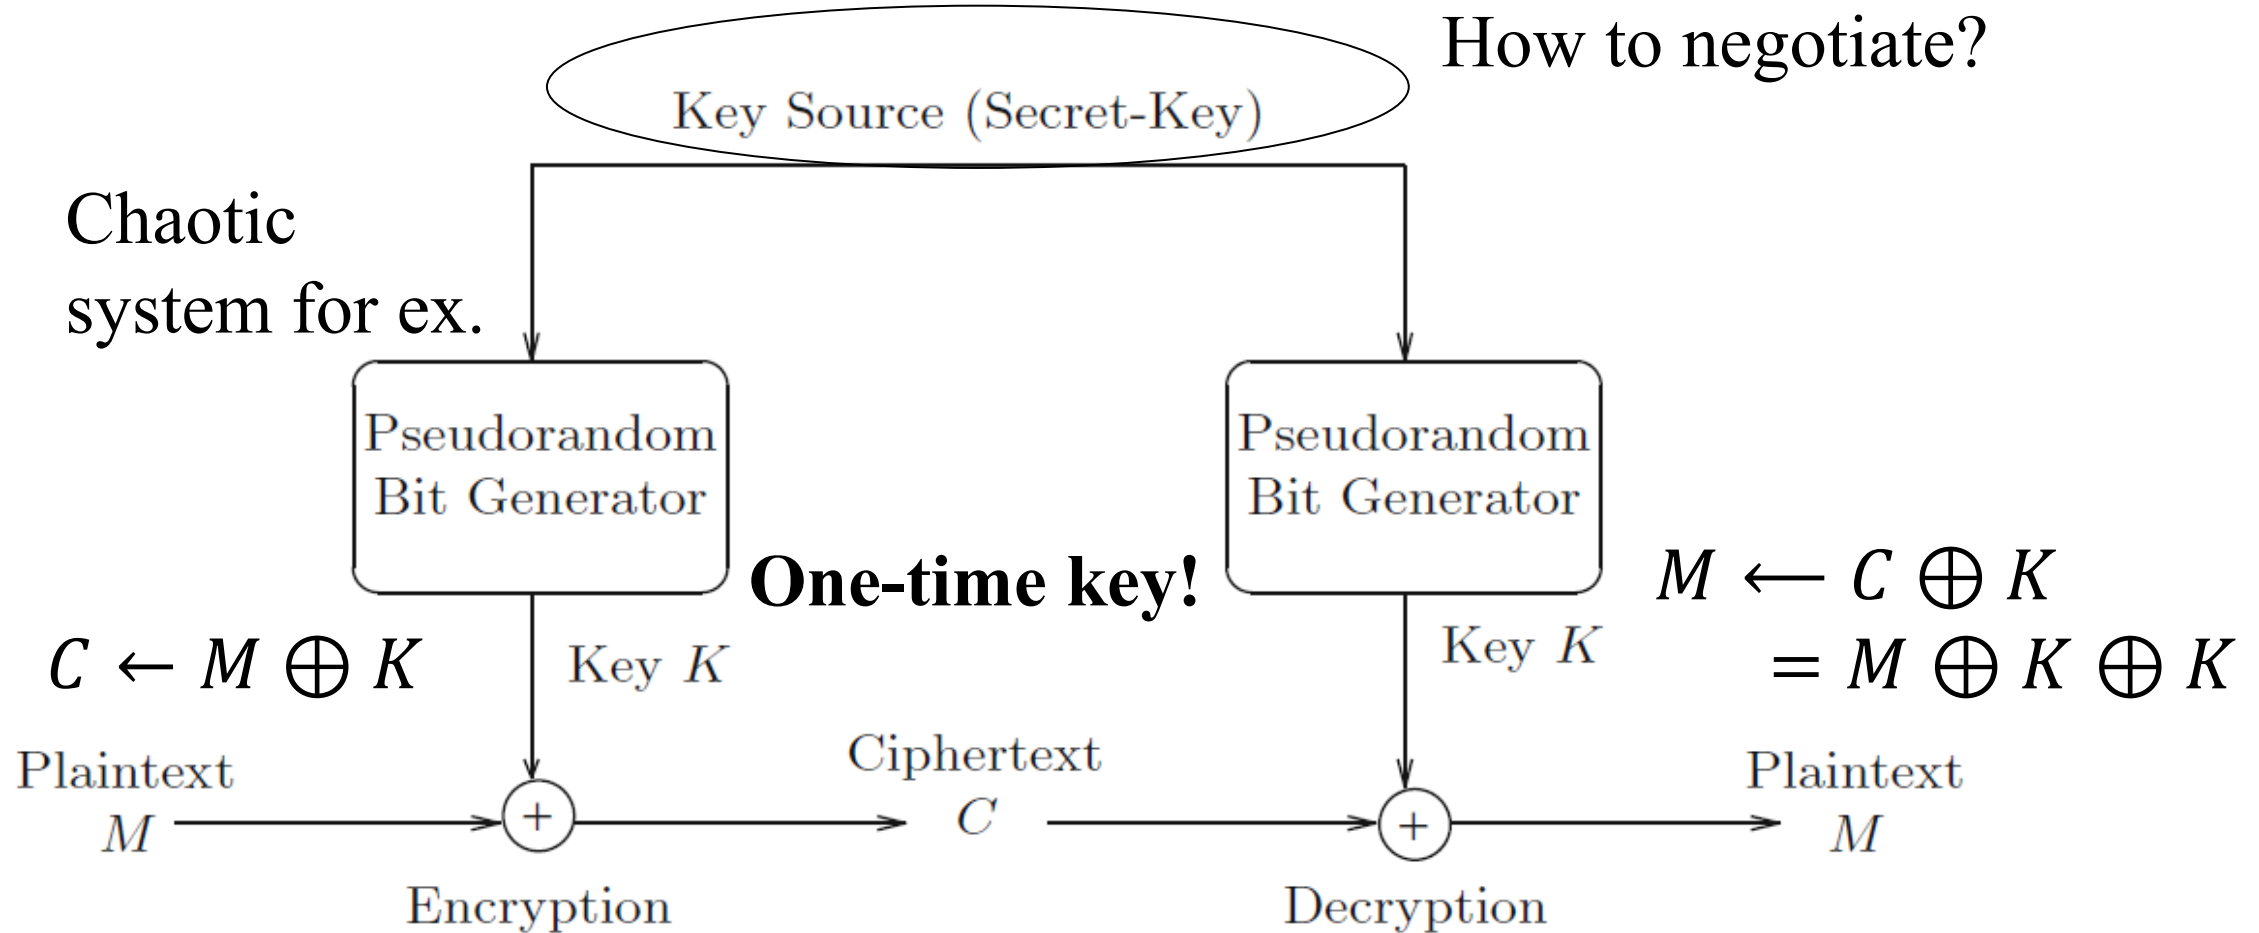 How to negotiate?
Key Source (Secret-Key)
Chaotic
system for ex.
Pseudorandom
Bit Generator
Pseudorandom
Bit Generator
One-time key!
M ⟵ C ⊕ K
= M ⊕ K ⊕ K
C ← M ⊕ K
Key K
Key K
Plaintext
M
+
Ciphertext
C
+
Plaintext
M
Encryption
Decryption